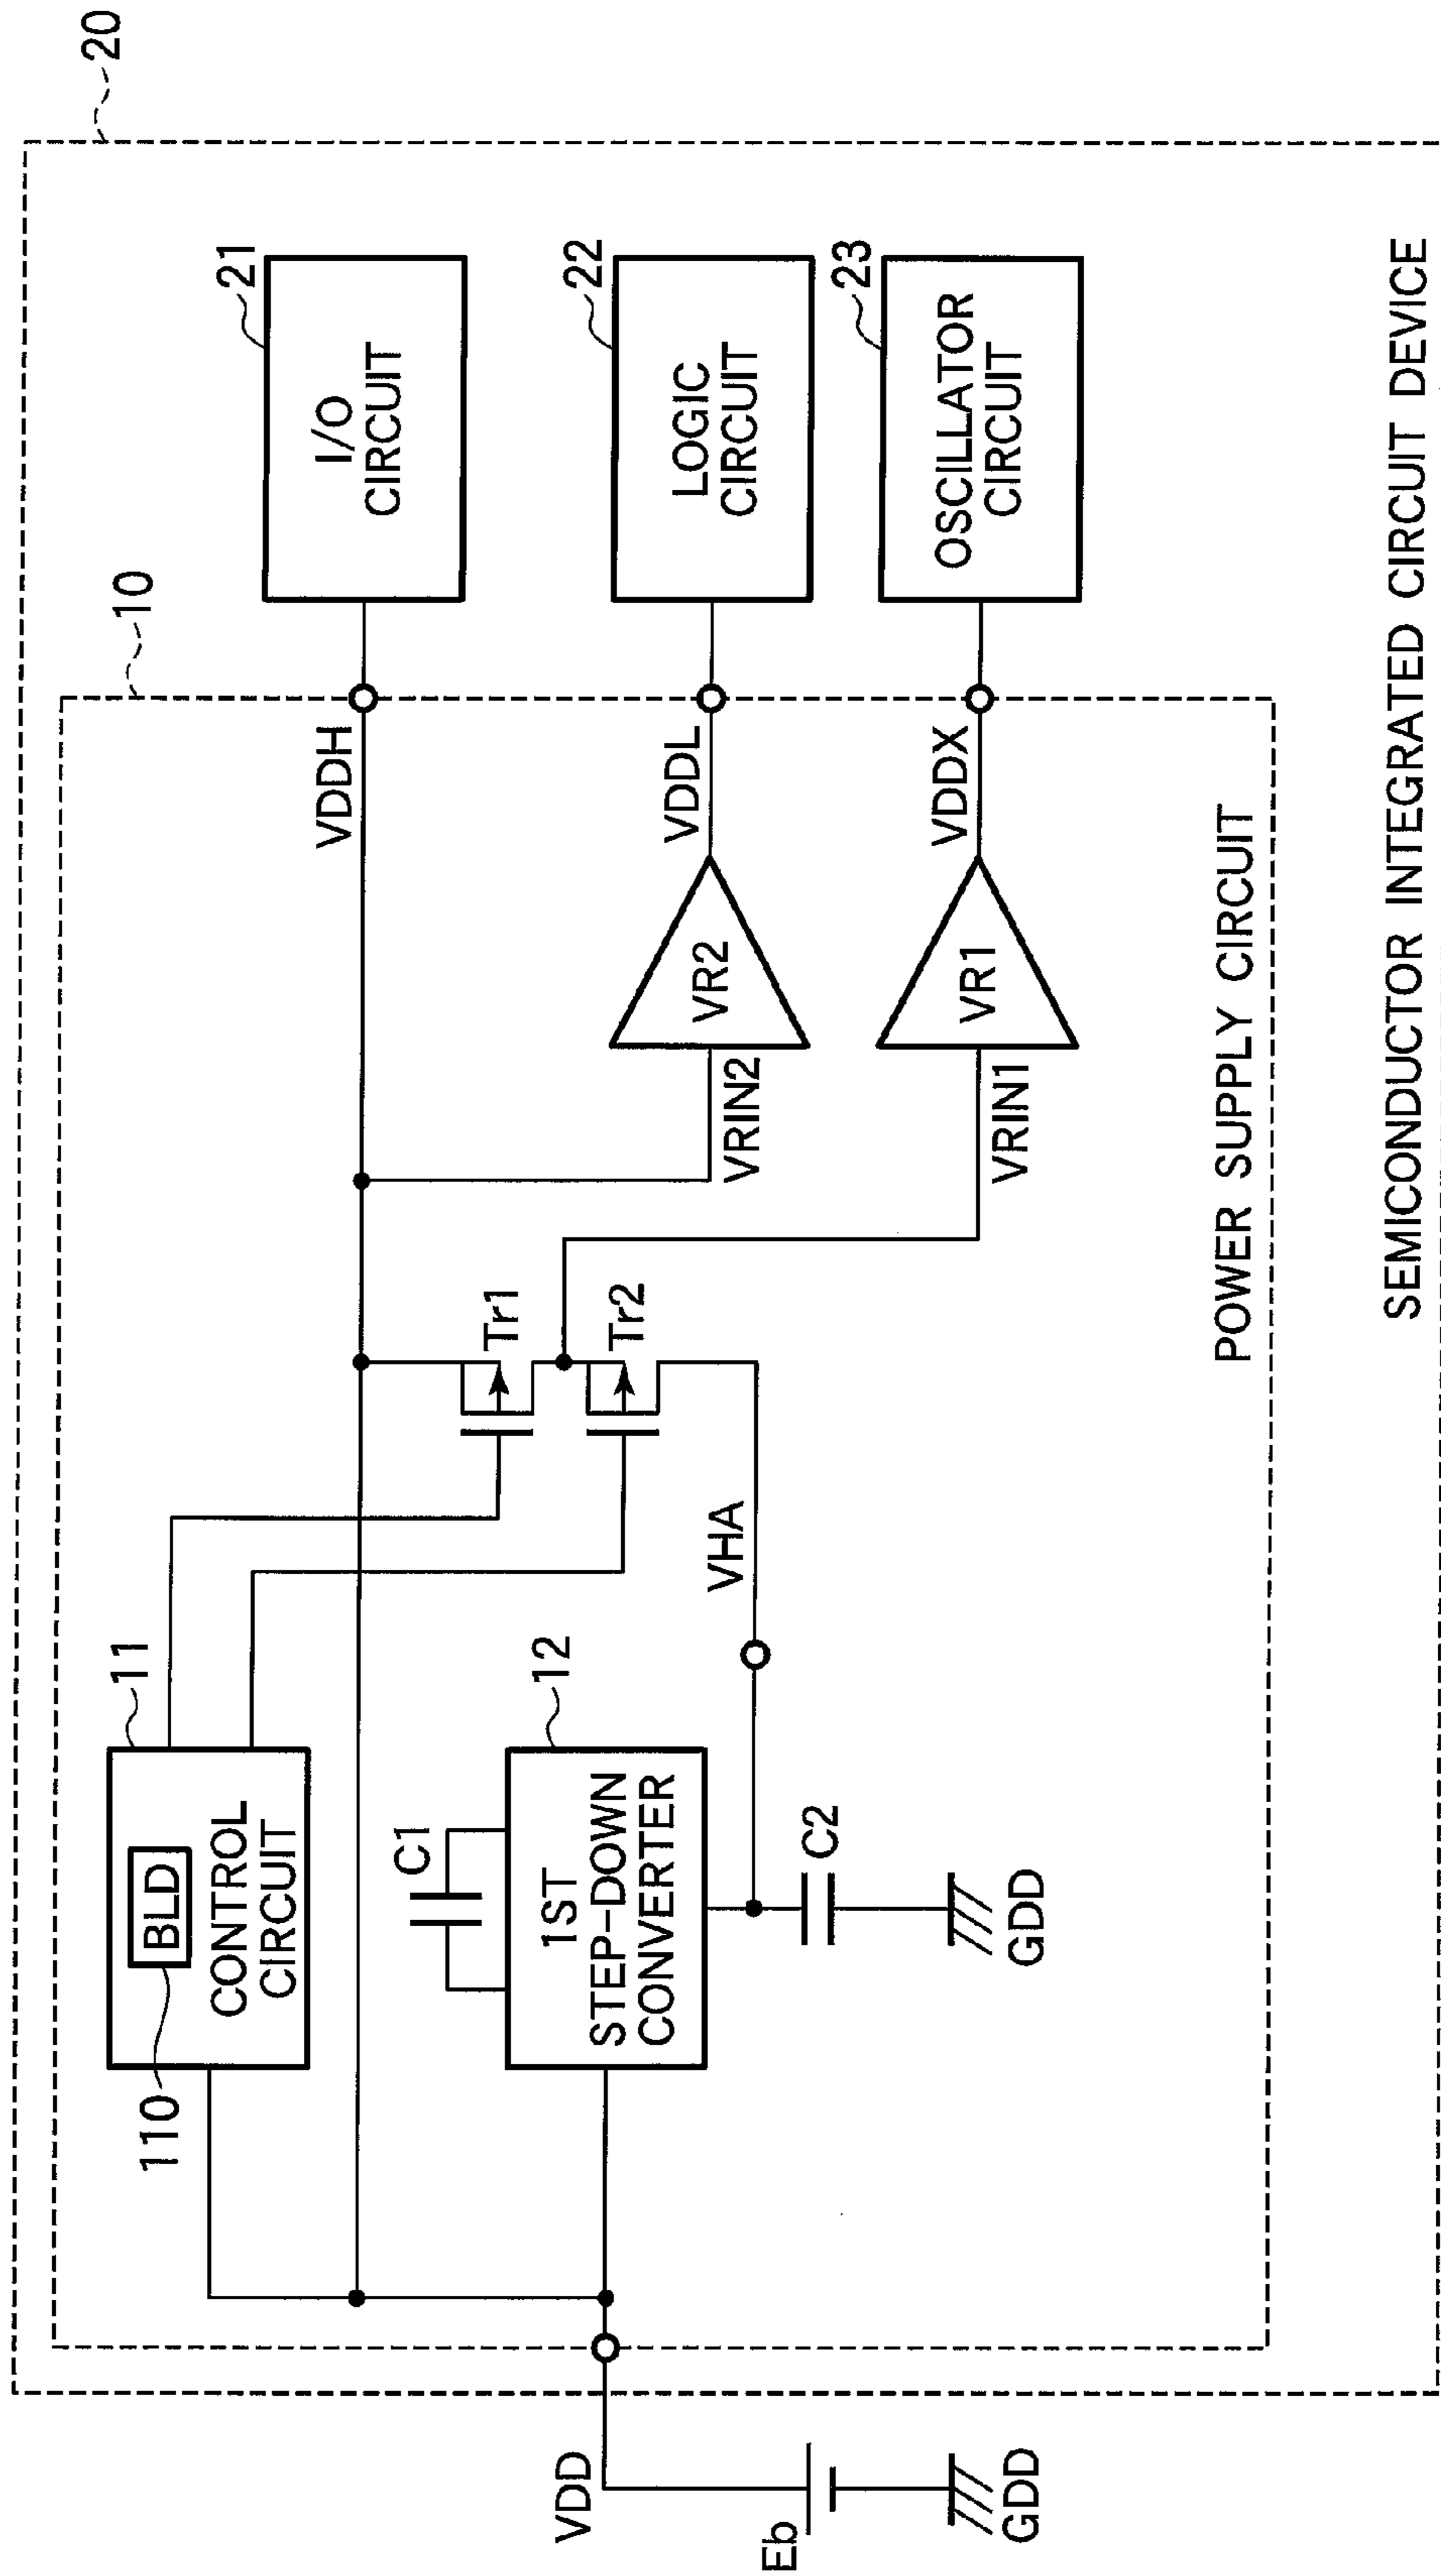 20
10
21
I/O
CIRCUIT
22
LOGIC
CIRCUIT
23
OSCILLATOR
CIRCUIT
VDDH
VDDL
VDDX
VR2
VR1
VRIN2
VRIN1
Tr1
Tr2
11
BLD
CONTROL
CIRCUIT
110
12
1ST
STEP-DOWN
CONVERTER
C1
C2
VHA
GDD
VDD
Eb
GDD
POWER SUPPLY CIRCUIT
SEMICONDUCTOR INTEGRATED CIRCUIT DEVICE